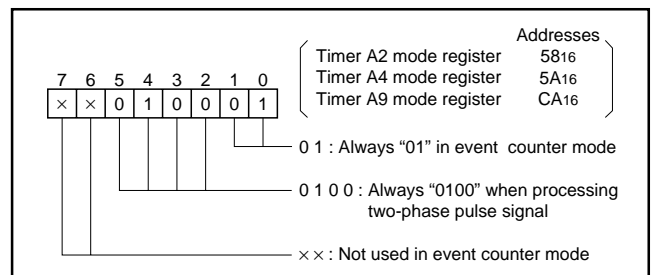 Addresses
Timer A2 mode register 5816
Timer A4 mode register 5A16
Timer A9 mode register CA16
7 6 5 4 3 2 1 0
× × 0 1 0 0 0 1
0 1 : Always “01” in event counter mode
0 1 0 0 : Always “0100” when processing
two-phase pulse signal
× × : Not used in event counter mode